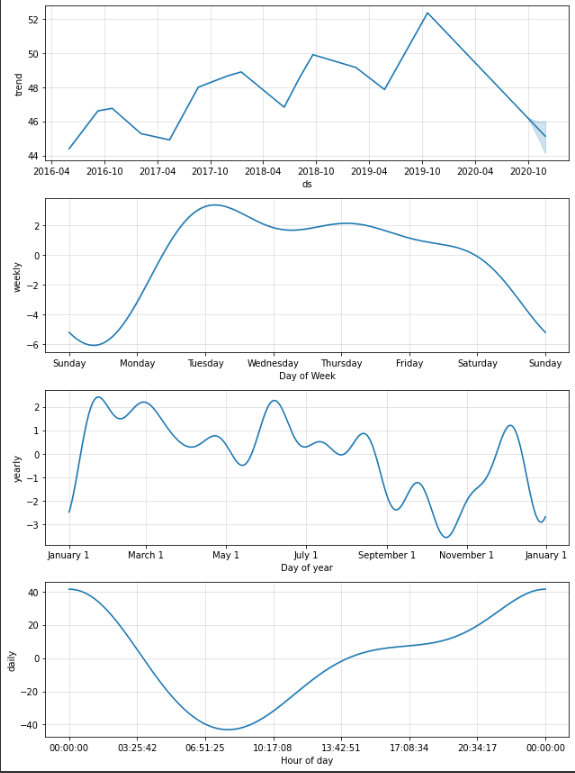 52
50
48
46
44
trend
2016-04 2016-10 2017-04 2017-10 2018-04 2018-10 2019-04 2019-10 2020-04 2020-10
ds
2
0
−2
−4
−6
weekly
Sunday Monday Tuesday Wednesday Thursday Friday Saturday Sunday
Day of Week
2
1
0
−1
−2
−3
yearly
January 1 March 1 May 1 July 1 September 1 November 1 January 1
Day of year
40
20
0
−20
−40
daily
00:00:00 03:25:42 06:51:25 10:17:08 13:42:51 17:08:34 20:34:17 00:00:00
Hour of day